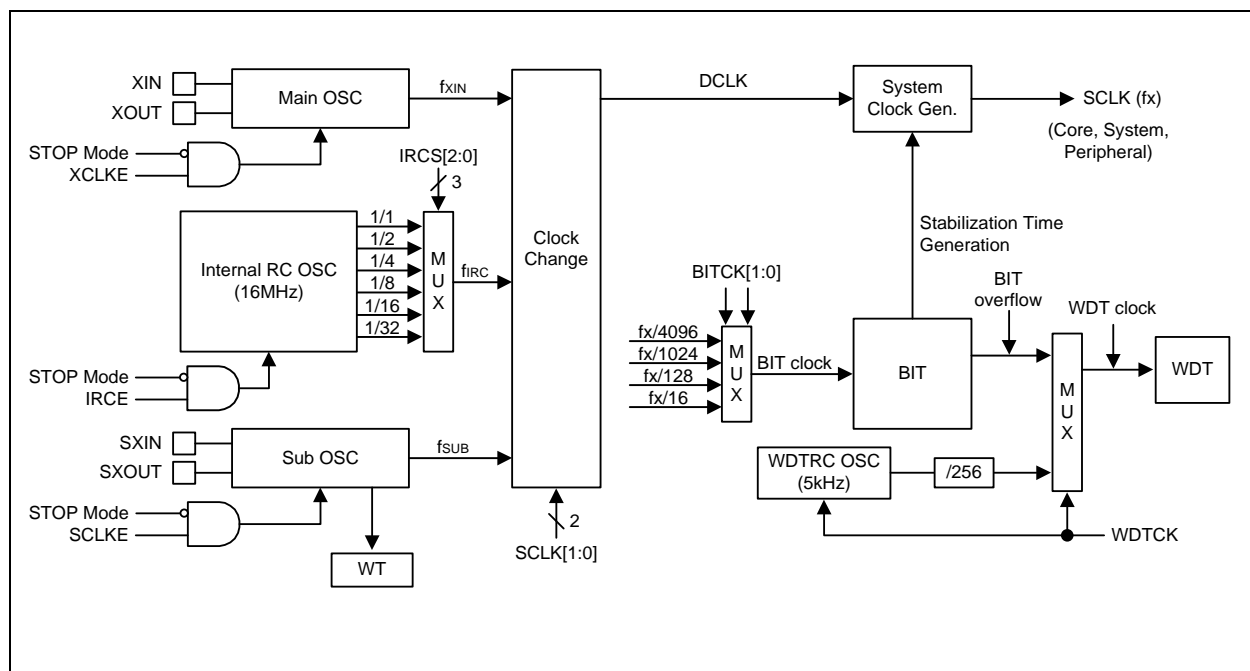 XIN
XOUT
Main OSC
fXIN
STOP Mode
XCLKE
IRCS[2:0]
3
Internal RC OSC
(16MHz)
1/1
1/2
1/4
1/8
1/16
1/32
M
U
X
fIRC
STOP Mode
IRCE
SXIN
SXOUT
Sub OSC
fSUB
STOP Mode
SCLKE
WT
Clock
Change
2
SCLK[1:0]
DCLK
System
Clock Gen.
SCLK (fx)
(Core, System,
Peripheral)
Stabilization Time
Generation
BITCK[1:0]
fx/4096
fx/1024
fx/128
fx/16
M
U
X
BIT clock
BIT
BIT
overflow
WDT clock
M
U
X
WDT
WDTRC OSC
(5kHz)
/256
WDTCK